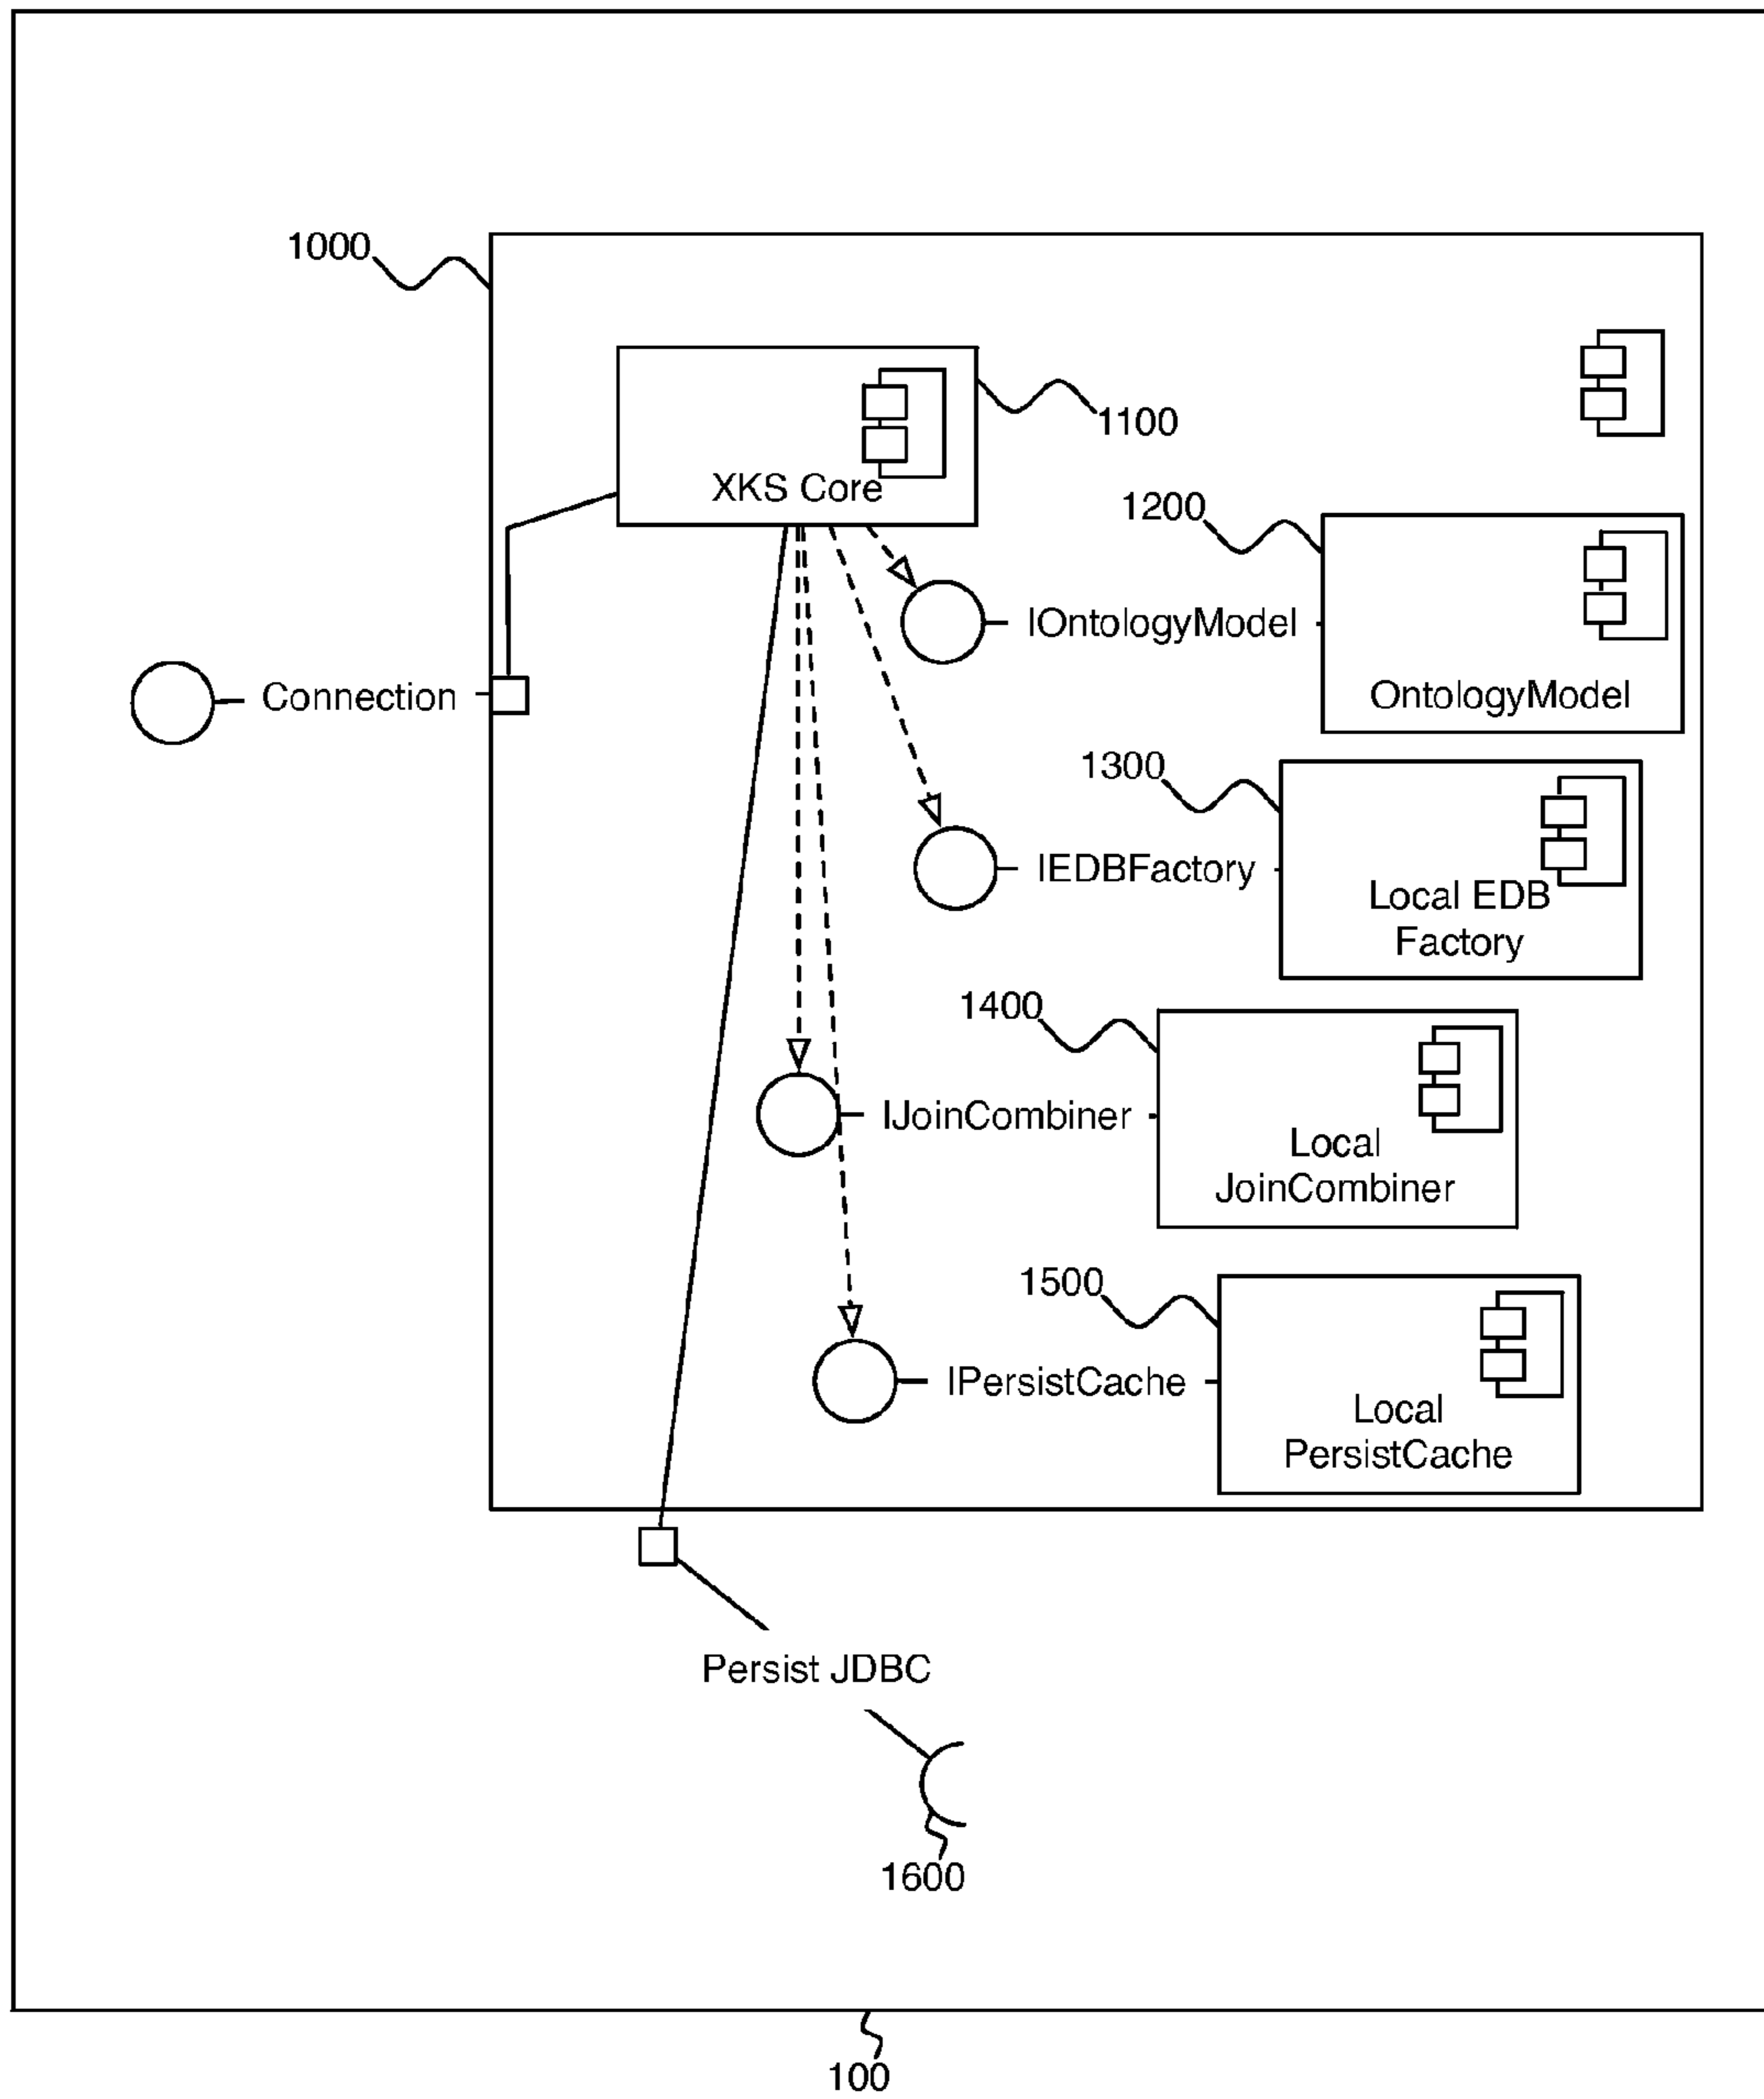 1000
1100
XKS Core
1200
IOntologyModel
OntologyModel
Connection
1300
IEDBFactory
Local EDB
Factory
1400
IJoinCombiner
Local
JoinCombiner
1500
IPersistCache
Local
PersistCache
Persist JDBC
1600
100